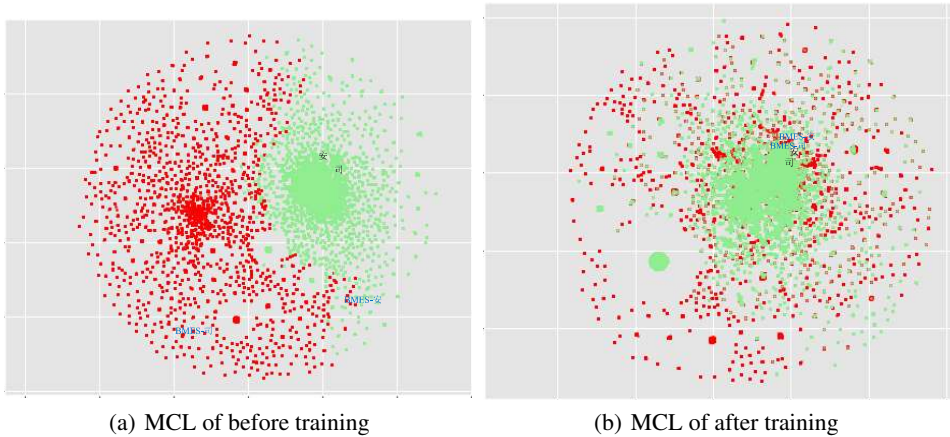 安
司
BMES-安
BMES-司
BMES-安
BMES-司
安
司
(a) MCL of before training
(b) MCL of after training